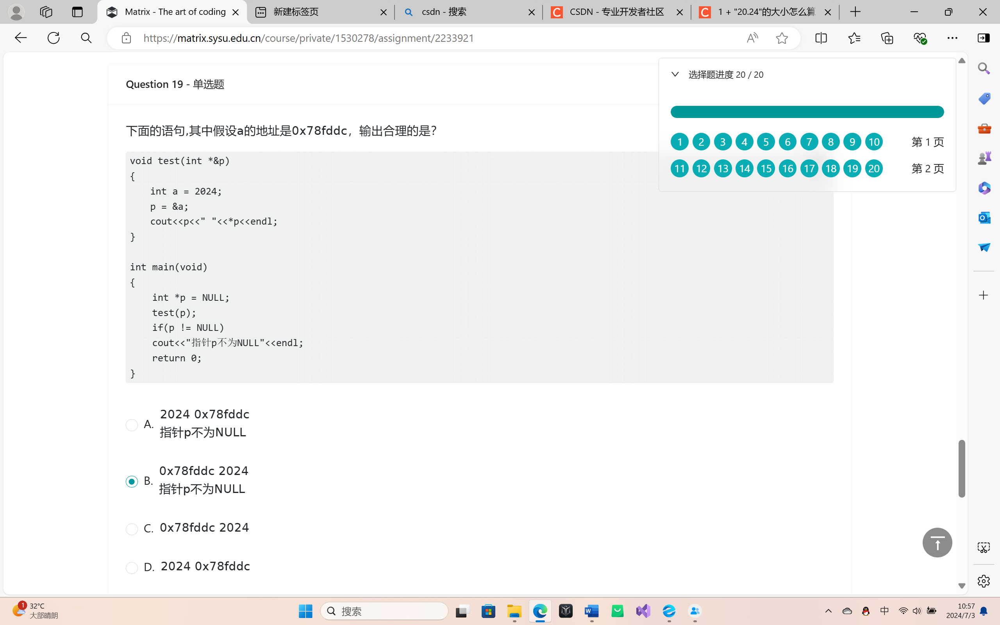 Matrix - The art of coding
新建标签页
csdn - 搜索
CSDN - 专业开发者社区
1 + "20.24"的大小怎么算
https://matrix.sysu.edu.cn/course/private/1530278/assignment/2233921
Question 19 - 单选题
选择题进度 20 / 20
1 2 3 4 5 6 7 8 9 10 第 1 页
11 12 13 14 15 16 17 18 19 20 第 2 页
下面的语句,其中假设a的地址是0x78fddc，输出合理的是？
void test(int *&p)
{
int a = 2024;
p = &a;
cout<<p<<" "<<*p<<endl;
}
int main(void)
{
int *p = NULL;
test(p);
if(p != NULL)
cout<<"指针p不为NULL"<<endl;
return 0;
}
A. 2024 0x78fddc
指针p不为NULL
B. 0x78fddc 2024
指针p不为NULL
C. 0x78fddc 2024
D. 2024 0x78fddc
1
32°C
大部晴朗
搜索
中
10:57
2024/7/3